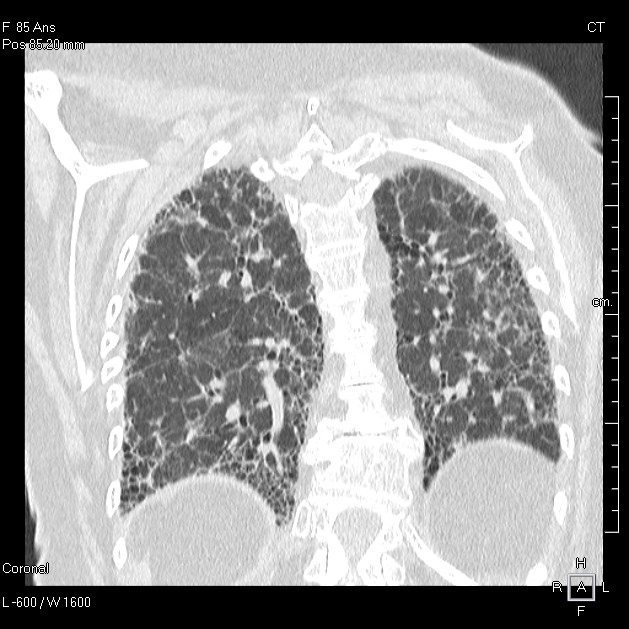 F 85 Ans
CT
Pos 85.20 mm
cm.
Coronal
H
R A L
L -600 / W 1600
F